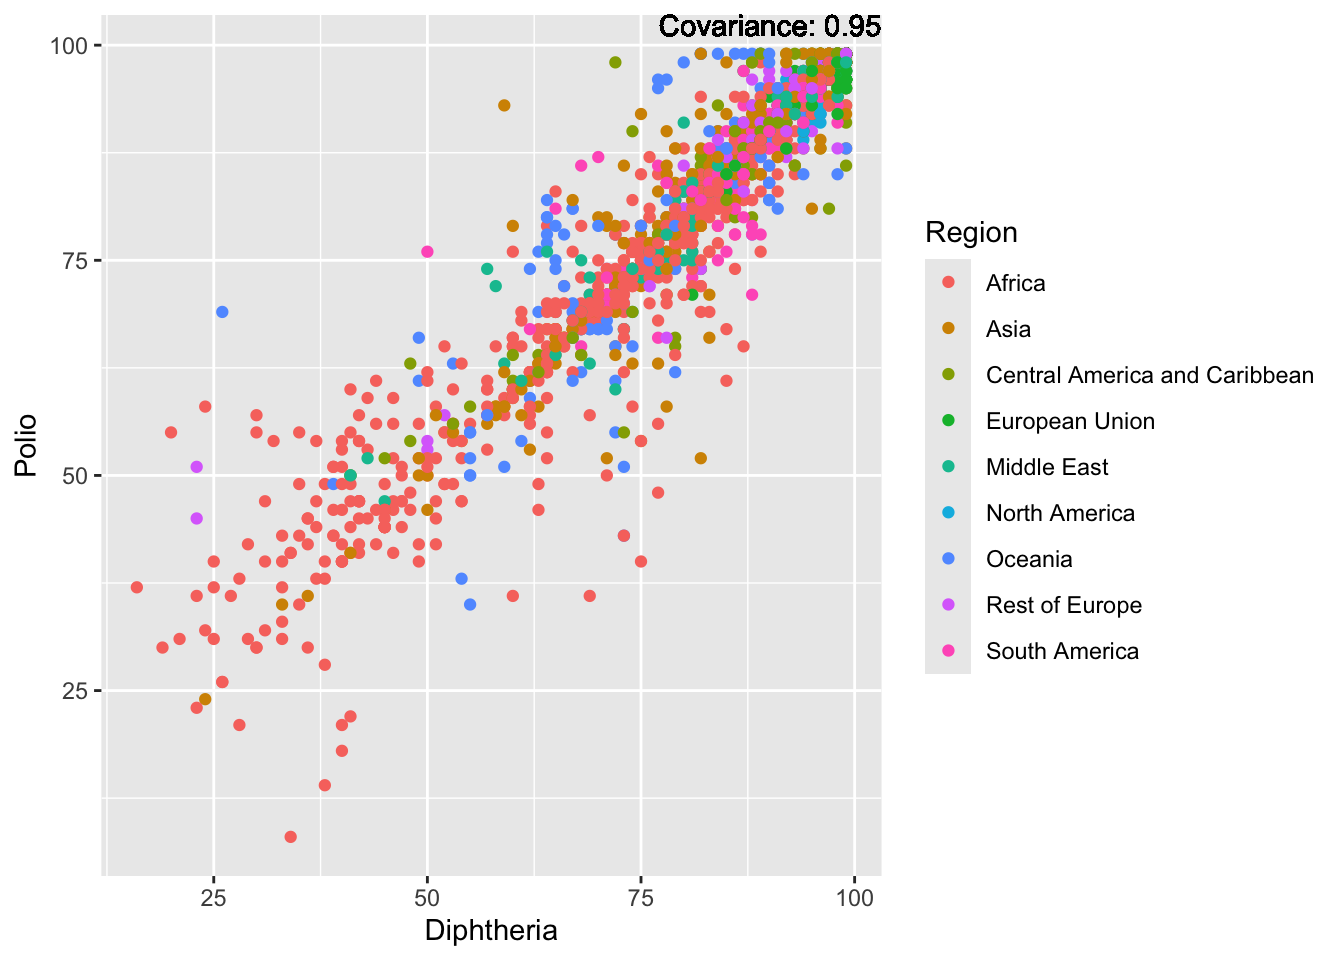 Covariance: 0.95
100
75
50
25
Polio
25 50 75 100
Diphtheria
Region
Africa
Asia
Central America and Caribbean
European Union
Middle East
North America
Oceania
Rest of Europe
South America